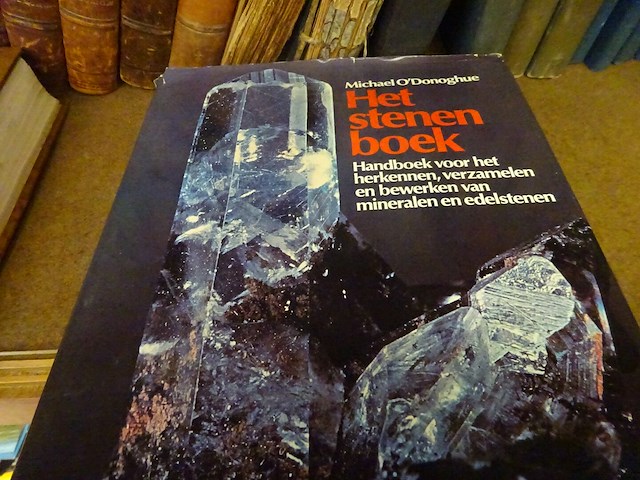 Michael O'Donoghue
Het
stenen
boek
Handboek voor het
herkennen, verzamelen
en bewerken van
mineralen en edelstenen